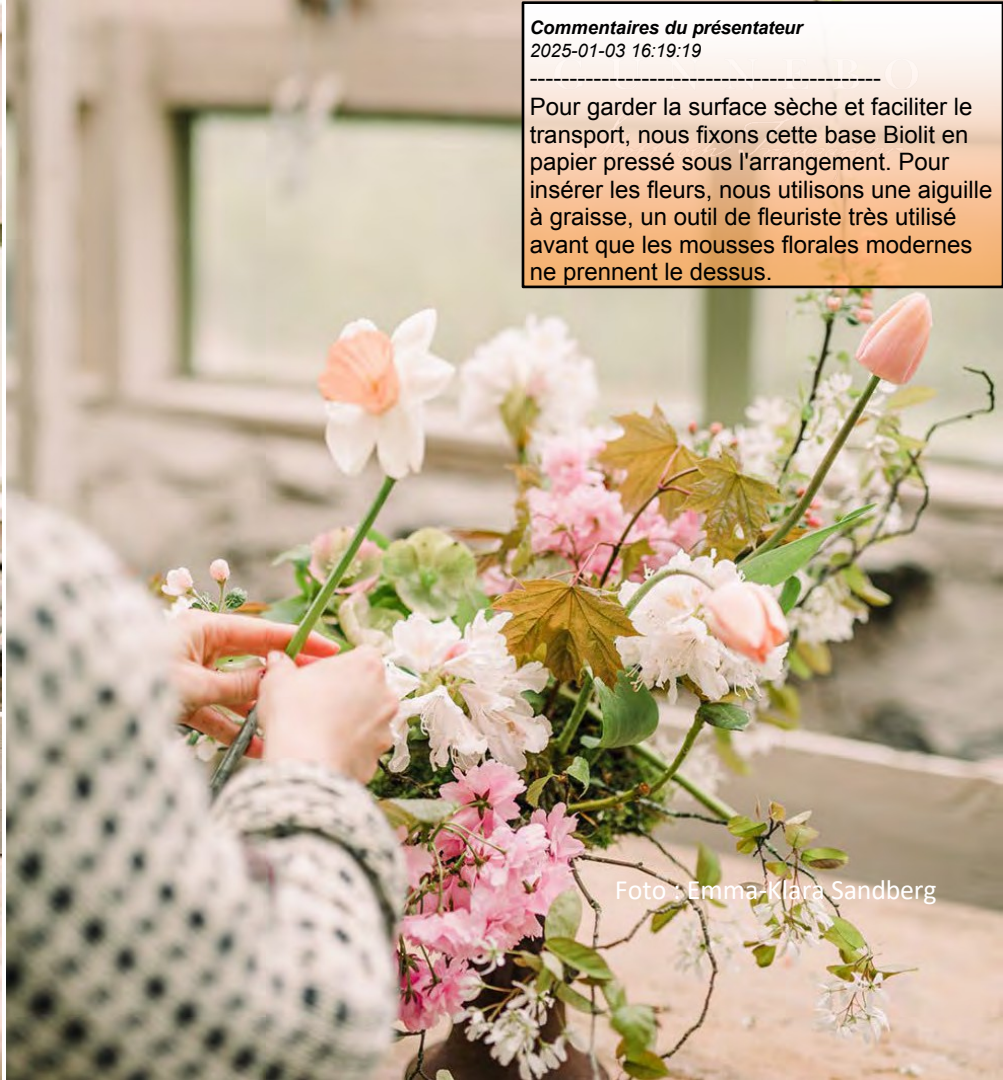 Commentaires du présentateur
2025-01-03 16:19:19
---------------------------------------------
Pour garder la surface sèche et faciliter le
transport, nous fixons cette base Biolit en
papier pressé sous l'arrangement. Pour
insérer les fleurs, nous utilisons une aiguille
à graisse, un outil de fleuriste très utilisé
avant que les mousses florales modernes
ne prennent le dessus.
Foto : Emma-Klara Sandberg